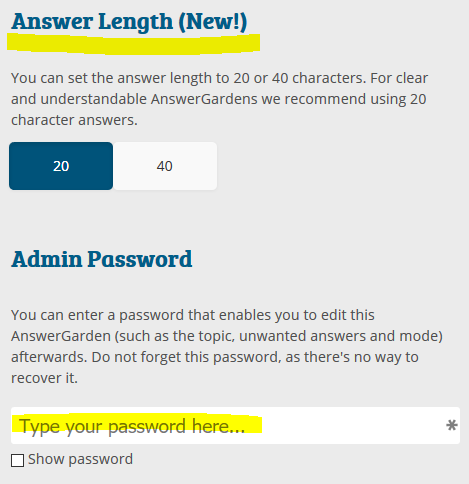 Answer Length (New!)
You can set the answer length to 20 or 40 characters. For clear
and understandable AnswerGardens we recommend using 20
character answers.
20 40
Admin Password
You can enter a password that enables you to edit this
AnswerGarden (such as the topic, unwanted answers and mode)
afterwards. Do not forget this password, as there's no way to
recover it.
Type your password here... *
Show password